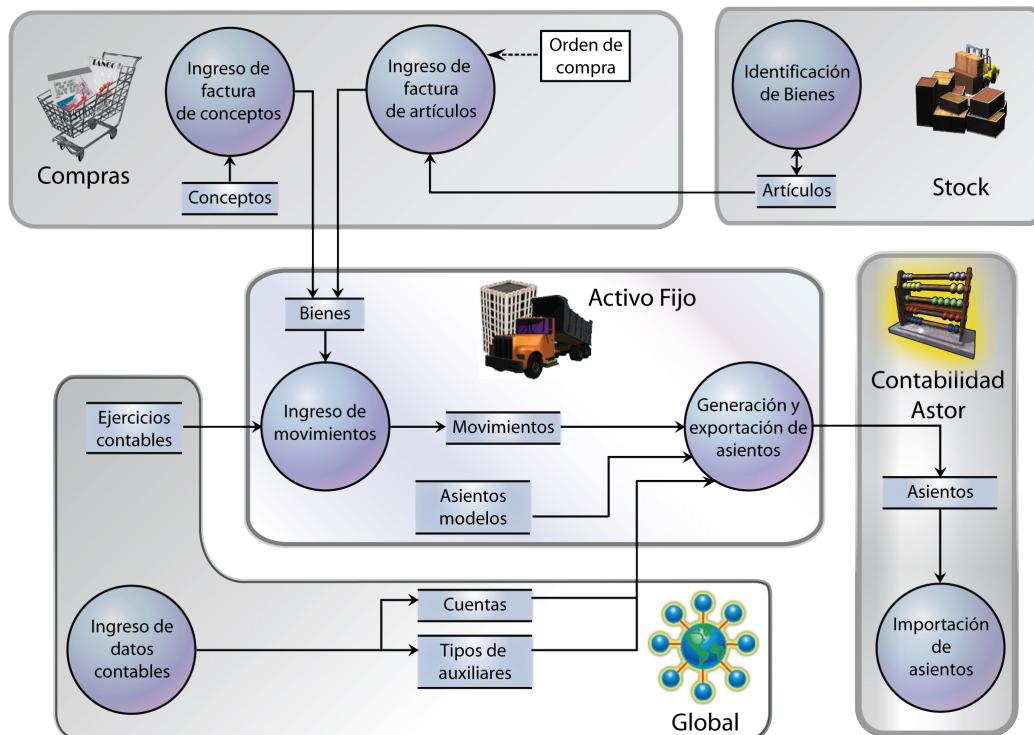 TANGO
Ingreso de
factura
de conceptos
Ingreso de
factura
de artículos
Orden de
compra
Compras
Conceptos
Identificación
de Bienes
Artículos
Stock
Activo Fijo
Bienes
Ejercicios
contables
Ingreso de
movimientos
Movimientos
Generación y
exportación de
asientos
Asientos
modelos
Contabilidad
Astor
Asientos
Importación
de
asientos
Ingreso de
datos
contables
Cuentas
Tipos de
auxiliares
Global